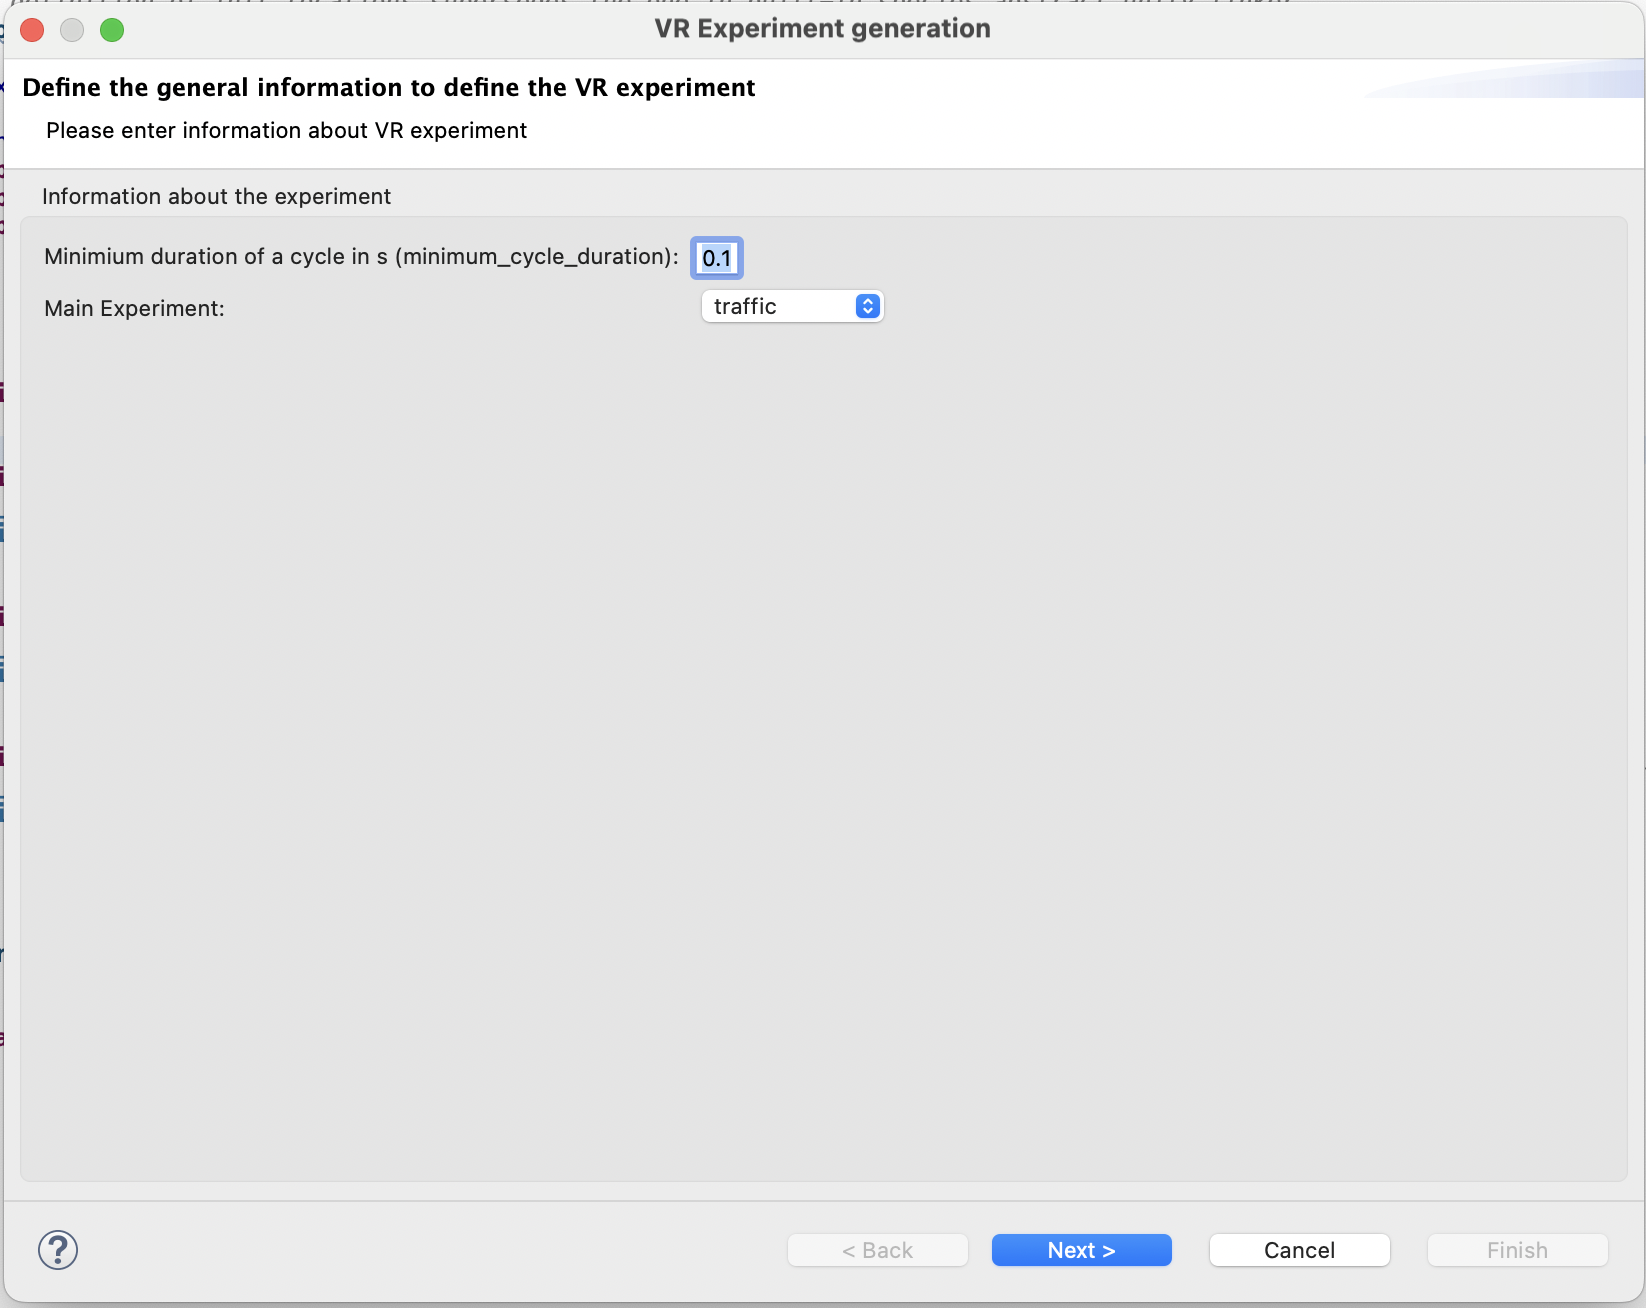 VR Experiment generation
Define the general information to define the VR experiment
Please enter information about VR experiment
Information about the experiment
Minimium duration of a cycle in s (minimum_cycle_duration): 0.1
Main Experiment: traffic
?
< Back Next > Cancel Finish